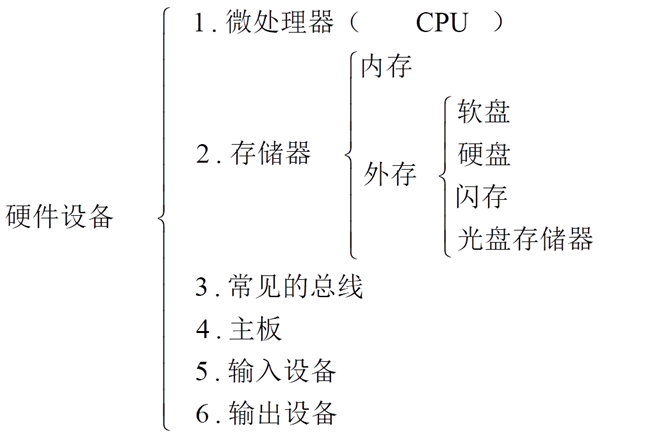 硬件设备
1.微处理器（ CPU ）
2.存储器
内存
外存
软盘
硬盘
闪存
光盘存储器
3.常见的总线
4.主板
5.输入设备
6.输出设备